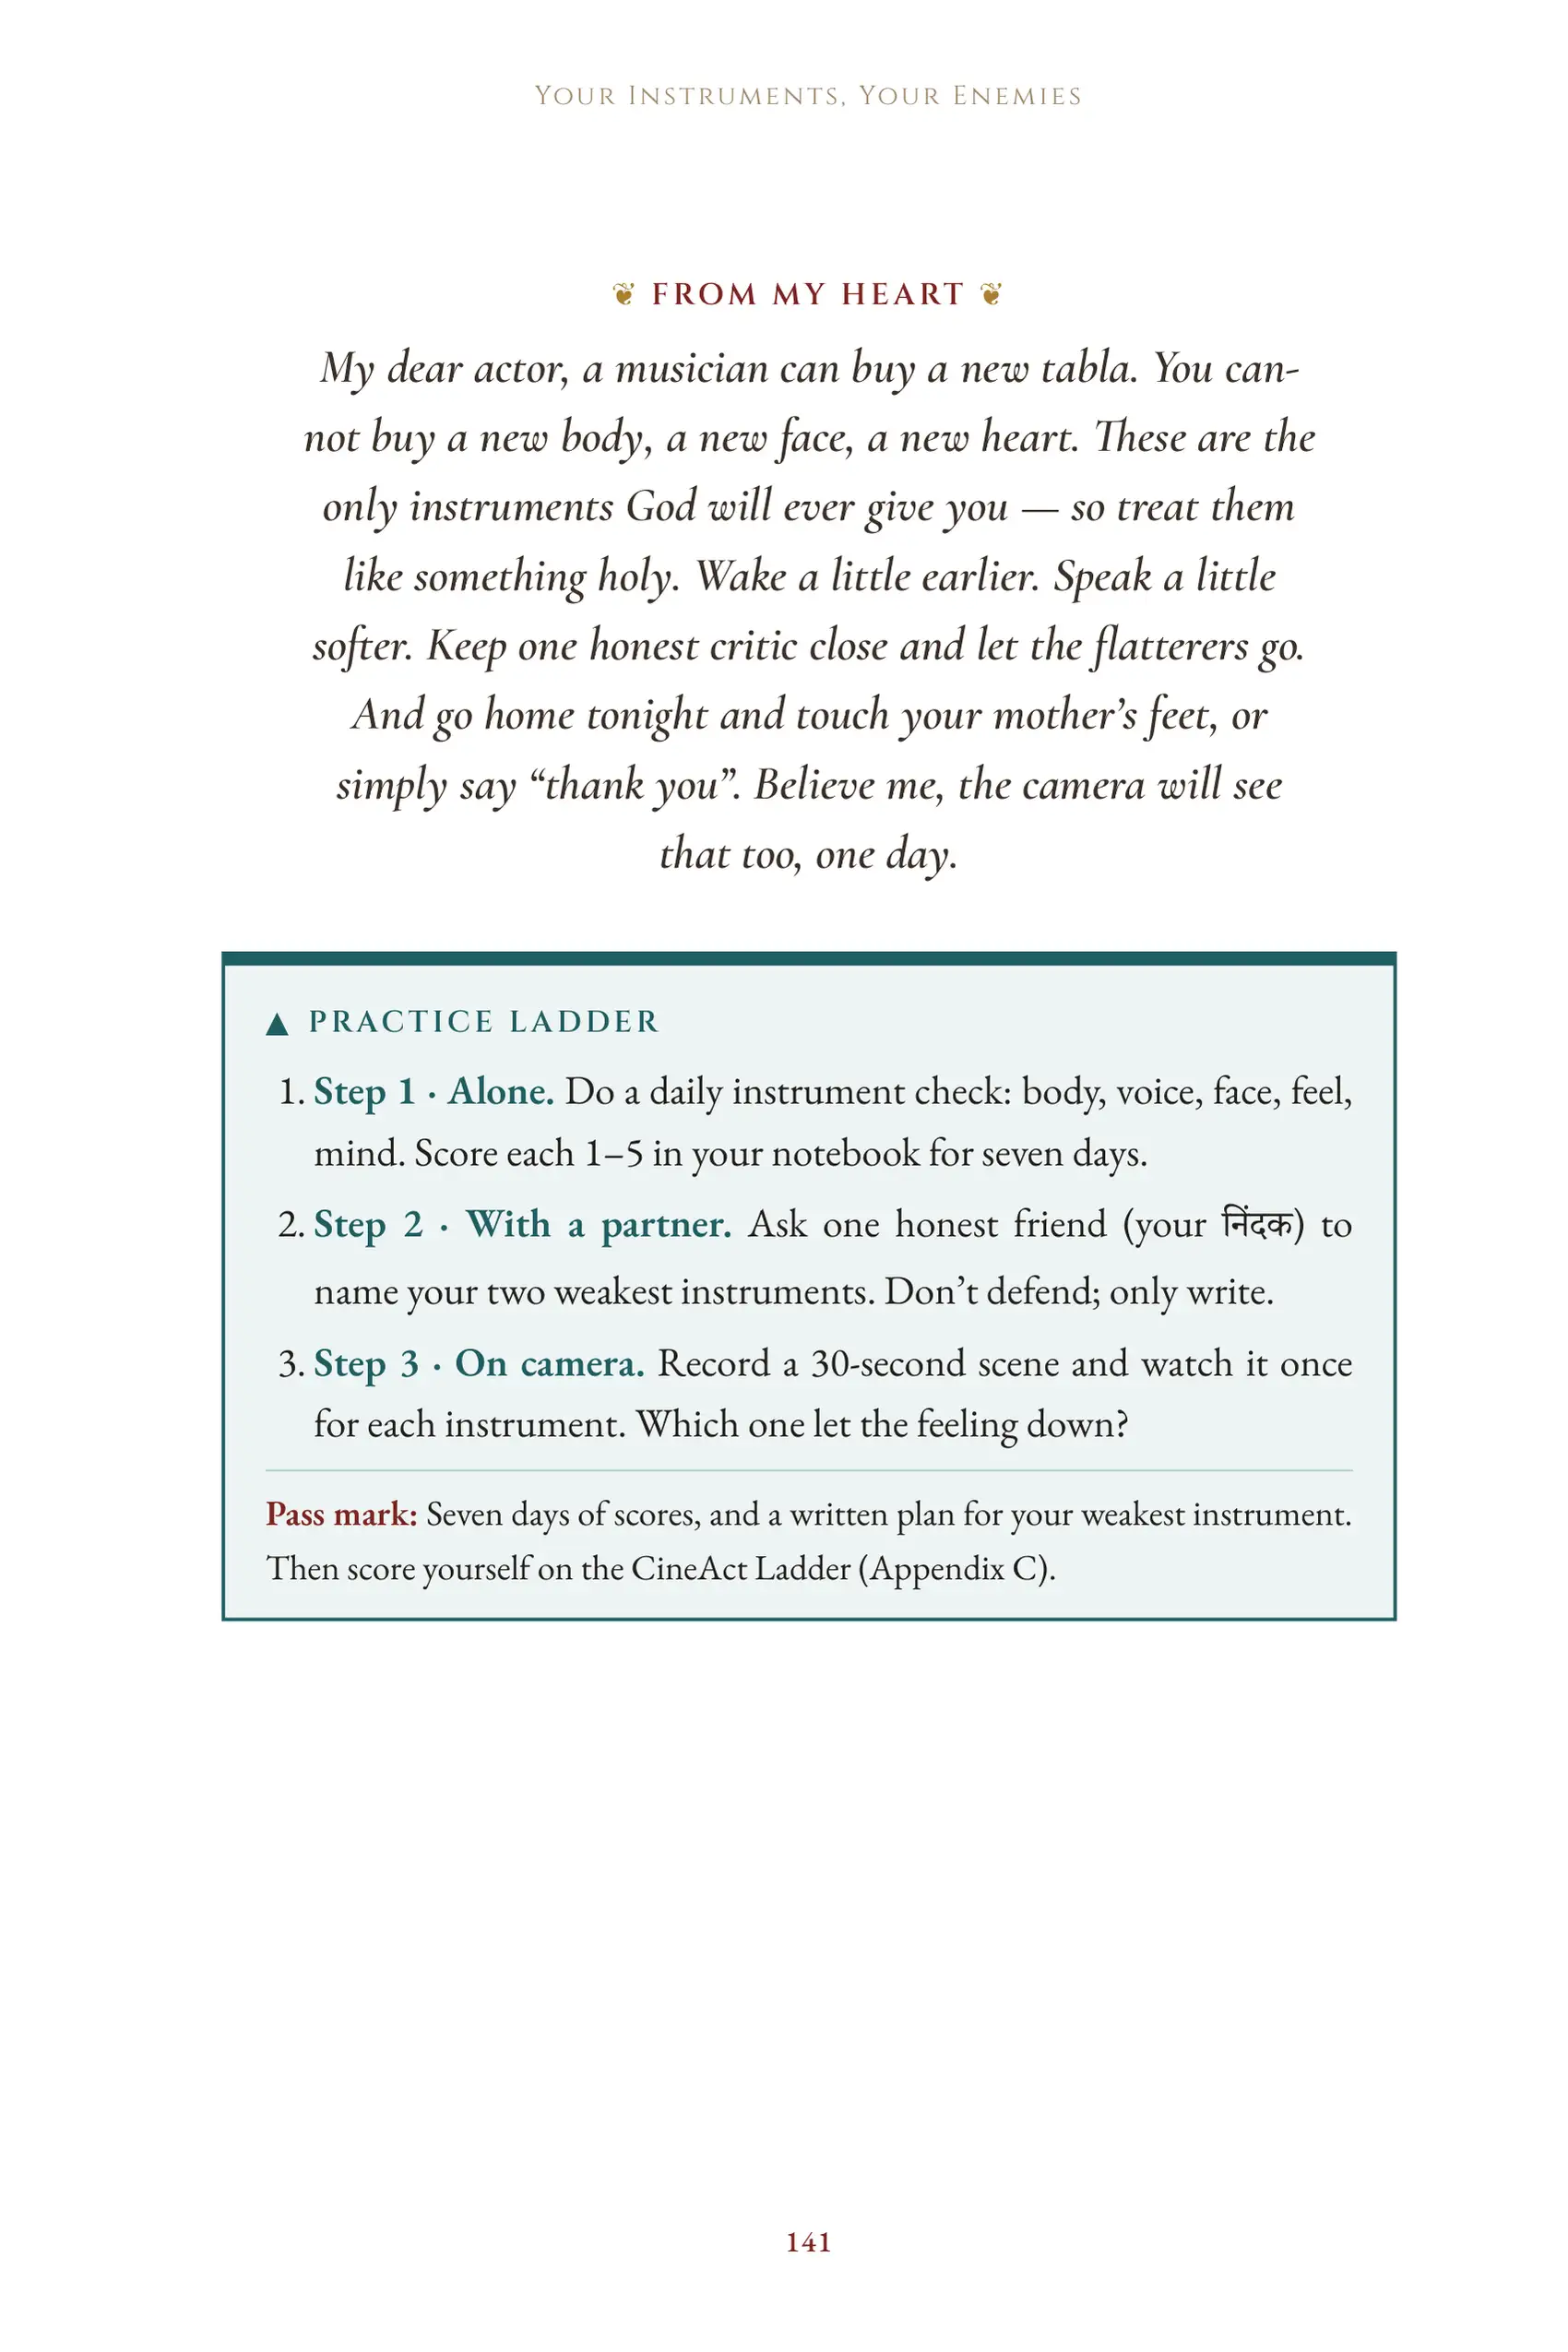 Your Instruments, Your Enemies
❦ FROM MY HEART ❦
My dear actor, a musician can buy a new tabla. You can-
not buy a new body, a new face, a new heart. These are the
only instruments God will ever give you — so treat them
like something holy. Wake a little earlier. Speak a little
softer. Keep one honest critic close and let the flatterers go.
And go home tonight and touch your mother’s feet, or
simply say “thank you”. Believe me, the camera will see
that too, one day.
▲ PRACTICE LADDER
1. Step 1 · Alone. Do a daily instrument check: body, voice, face, feel,
mind. Score each 1–5 in your notebook for seven days.
2. Step 2 · With a partner. Ask one honest friend (your निंदक) to
name your two weakest instruments. Don’t defend; only write.
3. Step 3 · On camera. Record a 30-second scene and watch it once
for each instrument. Which one let the feeling down?
Pass mark: Seven days of scores, and a written plan for your weakest instrument.
Then score yourself on the CineAct Ladder (Appendix C).
141